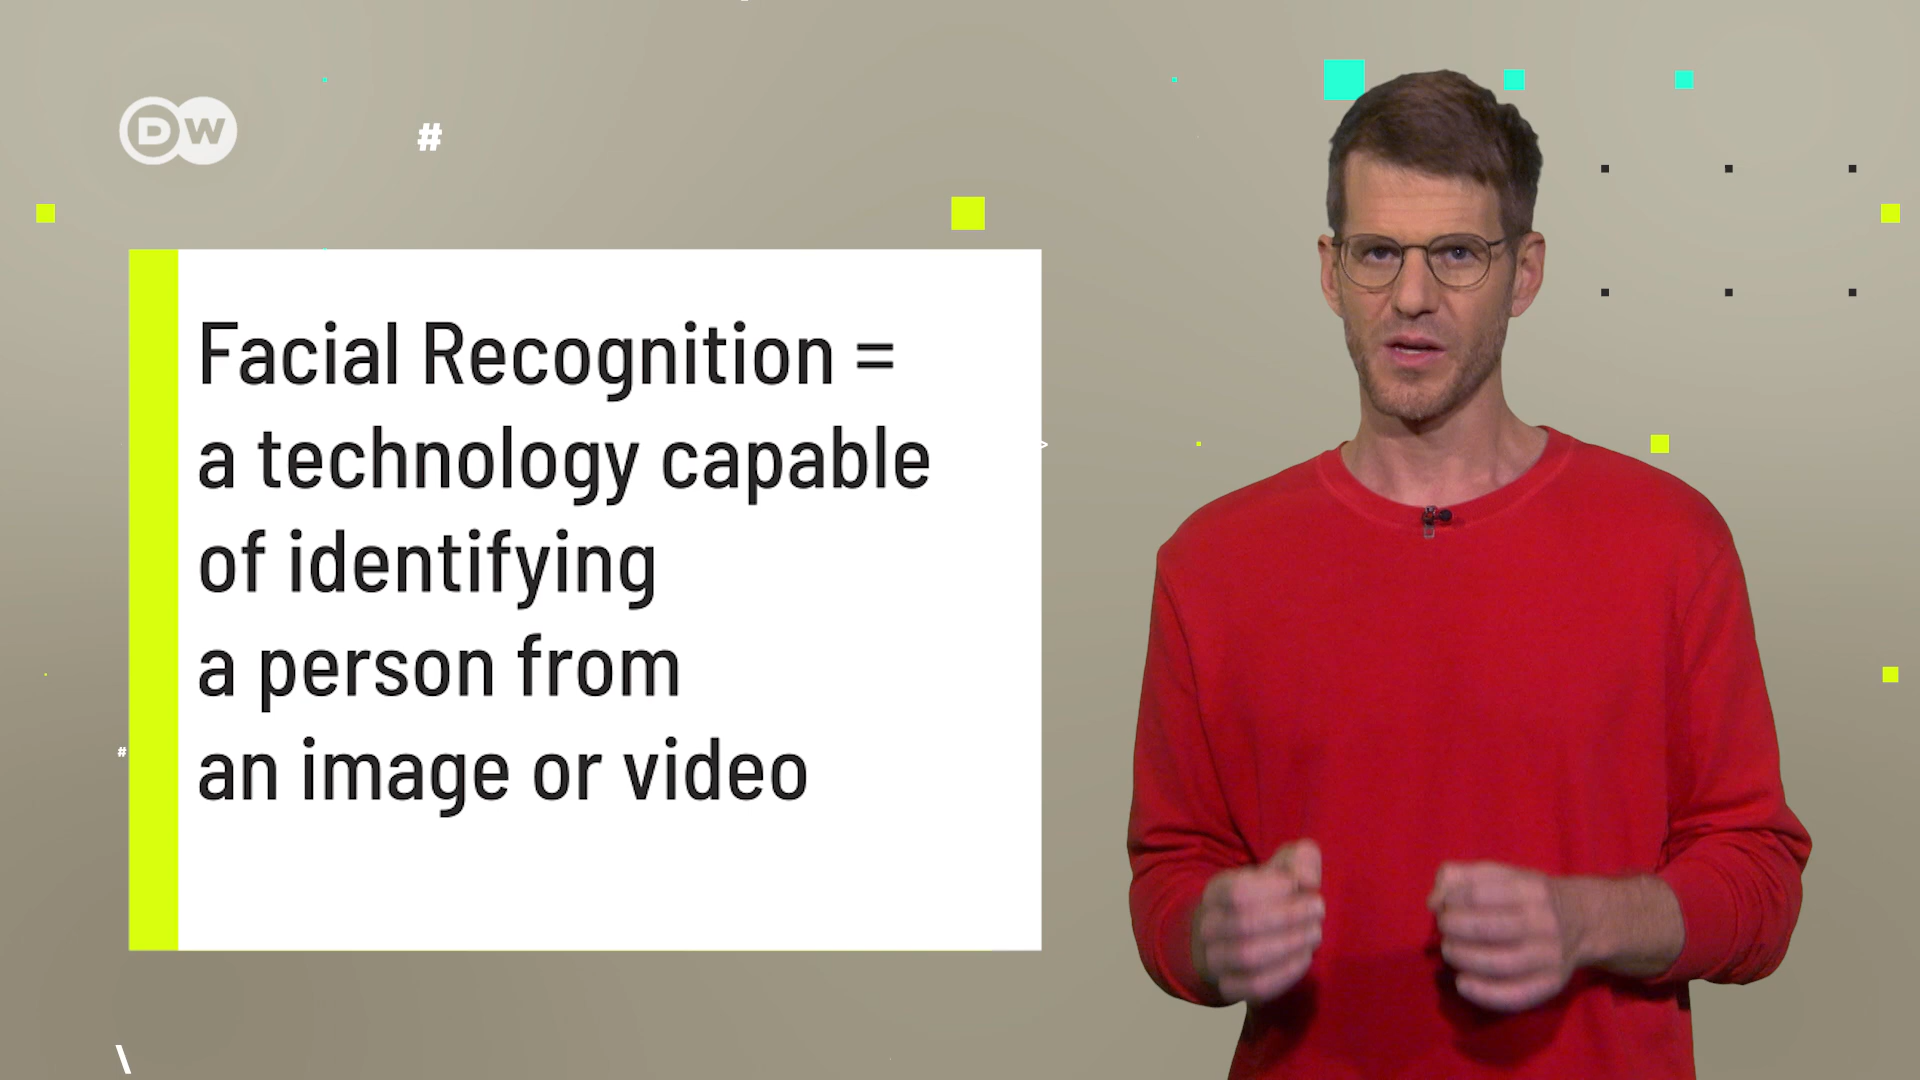 DW
#
Facial Recognition =
a technology capable
of identifying
a person from
an image or video
>
#
\